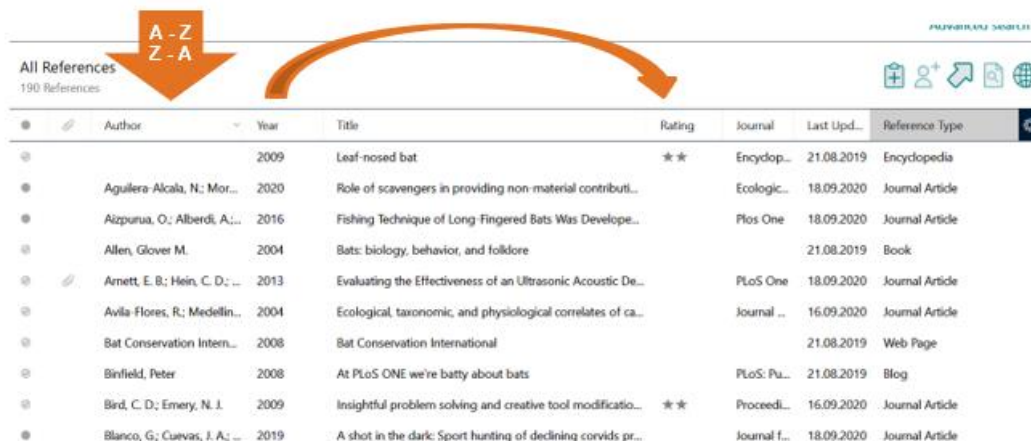 A - Z
Z - A
Advanced search
All References
190 References
Author Year Title Rating Journal Last Upd... Reference Type
2009 Leaf-nosed bat ★★ Encyclop... 21.08.2019 Encyclopedia
Aguilera-Alcala, N.; Mor... 2020 Role of scavengers in providing non-material contributi... Ecologic... 18.09.2020 Journal Article
Aizpurua, O.; Alberdi, A.;... 2016 Fishing Technique of Long-Fingered Bats Was Develope... Plos One 18.09.2020 Journal Article
Allen, Glover M. 2004 Bats: biology, behavior, and folklore 21.08.2019 Book
Arnett, E. B.; Hein, C. D.; ... 2013 Evaluating the Effectiveness of an Ultrasonic Acoustic De... PLoS One 18.09.2020 Journal Article
Avila-Flores, R.; Medellin... 2004 Ecological, taxonomic, and physiological correlates of ca... Journal ... 16.09.2020 Journal Article
Bat Conservation Intern... 2008 Bat Conservation International 21.08.2019 Web Page
Binfield, Peter 2008 At PLoS ONE we're batty about bats PLoS: Pu... 21.08.2019 Blog
Bird, C. D.; Emery, N. J. 2009 Insightful problem solving and creative tool modificatio... ★★ Proceedi... 16.09.2020 Journal Article
Blanco, G.; Cuevas, J. A.; ... 2019 A shot in the dark: Sport hunting of declining corvids pr... Journal f... 18.09.2020 Journal Article